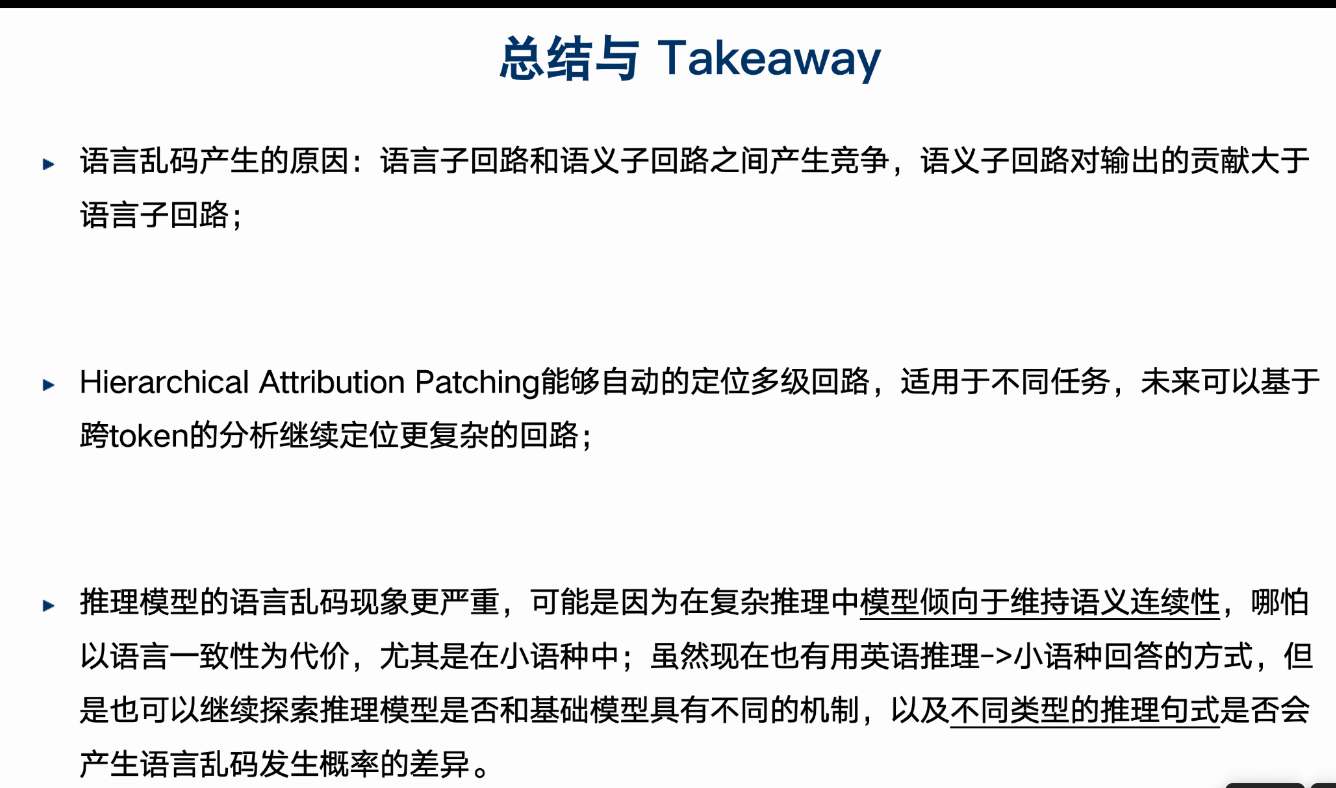 总结与 Takeaway
语言乱码产生的原因：语言子回路和语义子回路之间产生竞争，语义子回路对输出的贡献大于
语言子回路；
Hierarchical Attribution Patching能够自动的定位多级回路，适用于不同任务，未来可以基于
跨token的分析继续定位更复杂的回路；
推理模型的语言乱码现象更严重，可能是因为在复杂推理中模型倾向于维持语义连续性，哪怕
以语言一致性为代价，尤其是在小语种中；虽然现在也有用英语推理->小语种回答的方式，但
是也可以继续探索推理模型是否和基础模型具有不同的机制，以及不同类型的推理句式是否会
产生语言乱码发生概率的差异。